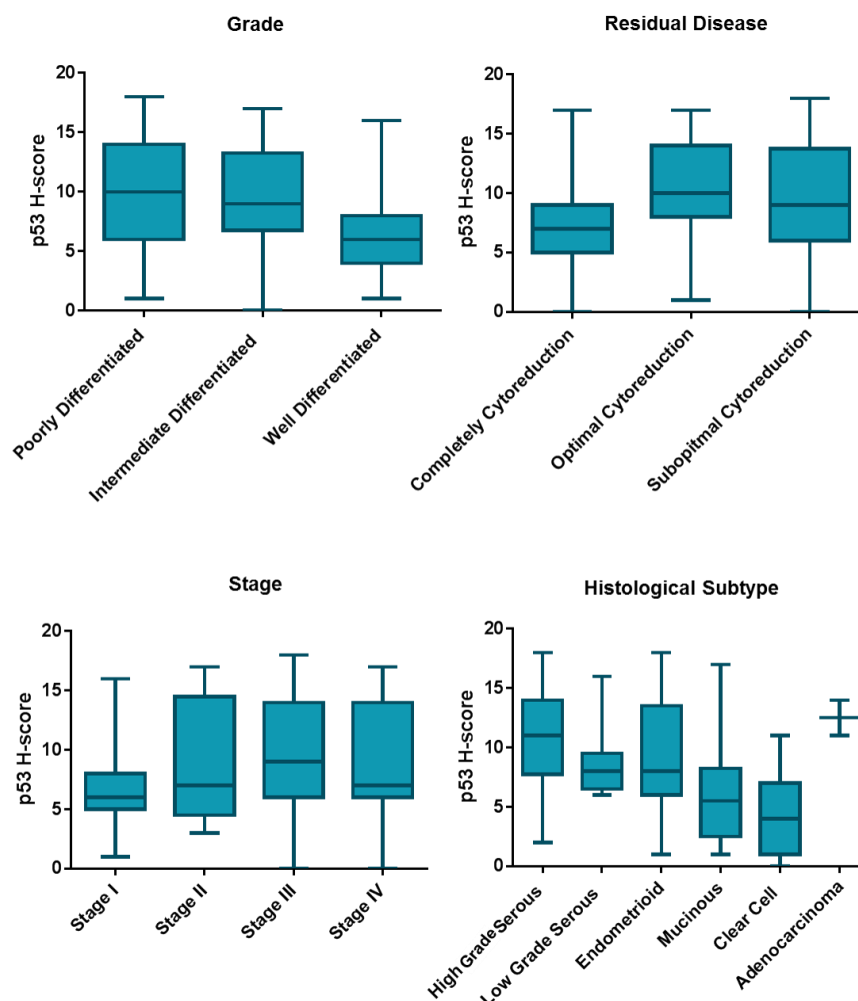 Grade
p53 H-score
20
15
10
5
0
Poorly Differentiated
Intermediate Differentiated
Well Differentiated
Residual Disease
p53 H-score
20
15
10
5
0
Completely Cytoreduction
Optimal Cytoreduction
Subopitmal Cytoreduction
Stage
p53 H-score
20
15
10
5
0
Stage I
Stage II
Stage III
Stage IV
Histological Subtype
p53 H-score
20
15
10
5
0
High Grade Serous
Low Grade Serous
Endometrioid
Mucinous
Clear Cell
Adenocarcinoma